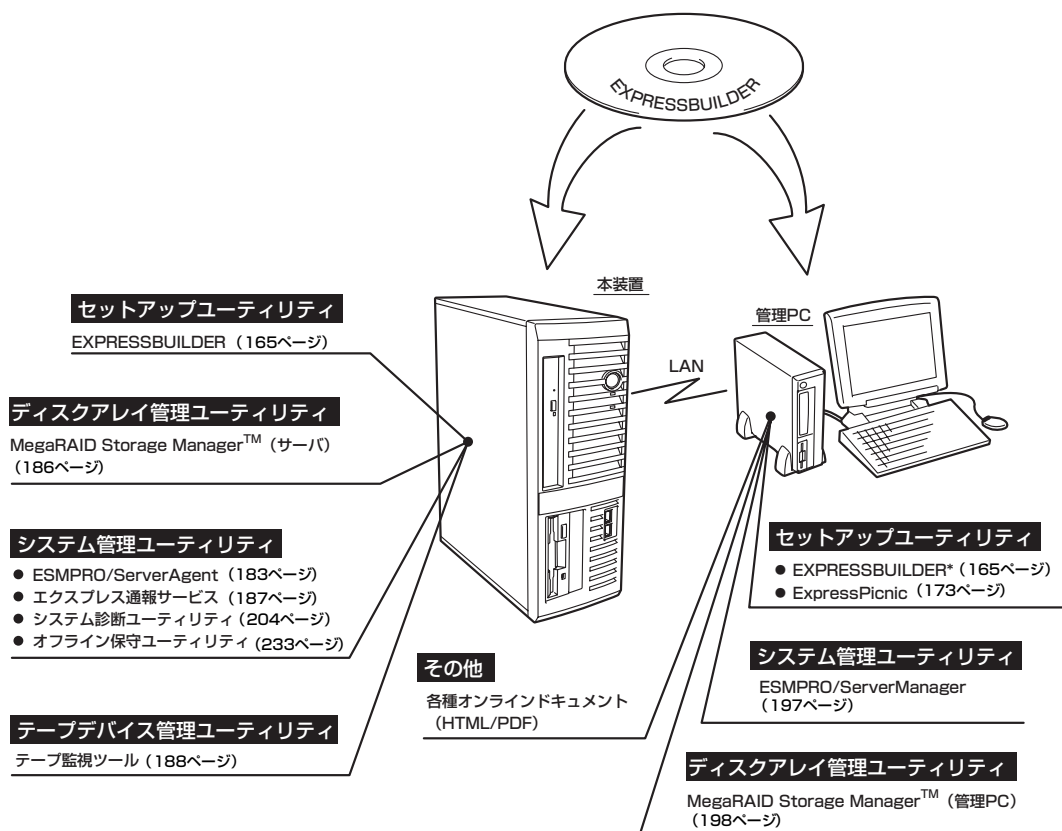 EXPRESSBUILDER
本装置
管理PC
LAN
セットアップユーティリティ
EXPRESSBUILDER(165ページ)
ディスクアレイ管理ユーティリティ
MegaRAID Storage Manager™(サーバ)
(186ページ)
システム管理ユーティリティ
● ESMPRO/ServerAgent(183ページ)
● エクスプレス通報サービス(187ページ)
● システム診断ユーティリティ(204ページ)
● オフライン保守ユーティリティ(233ページ)
テープデバイス管理ユーティリティ
テープ監視ツール(188ページ)
その他
各種オンラインドキュメント
(HTML/PDF)
セットアップユーティリティ
● EXPRESSBUILDER*(165ページ)
● ExpressPicnic(173ページ)
システム管理ユーティリティ
ESMPRO/ServerManager
(197ページ)
ディスクアレイ管理ユーティリティ
MegaRAID Storage Manager™(管理PC)
(198ページ)